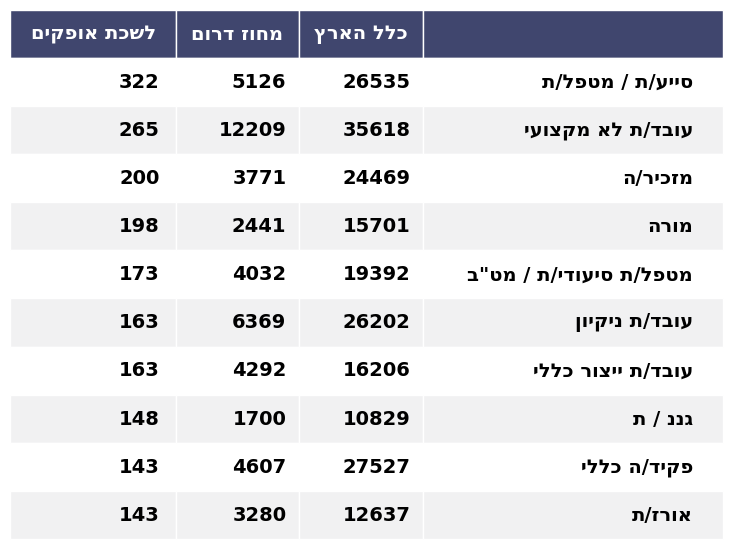 כלל הארץ מחוז דרום לשכת אופקים
סייע/ת / מטפל/ת 26535 5126 322
עובד/ת לא מקצועי 35618 12209 265
מזכיר/ה 24469 3771 200
מורה 15701 2441 198
מטפל/ת סיעודי/ת / מט"ב 19392 4032 173
עובד/ת ניקיון 26202 6369 163
עובד/ת ייצור כללי 16206 4292 163
גננ / ת 10829 1700 148
פקיד/ה כללי 27527 4607 143
אורז/ת 12637 3280 143